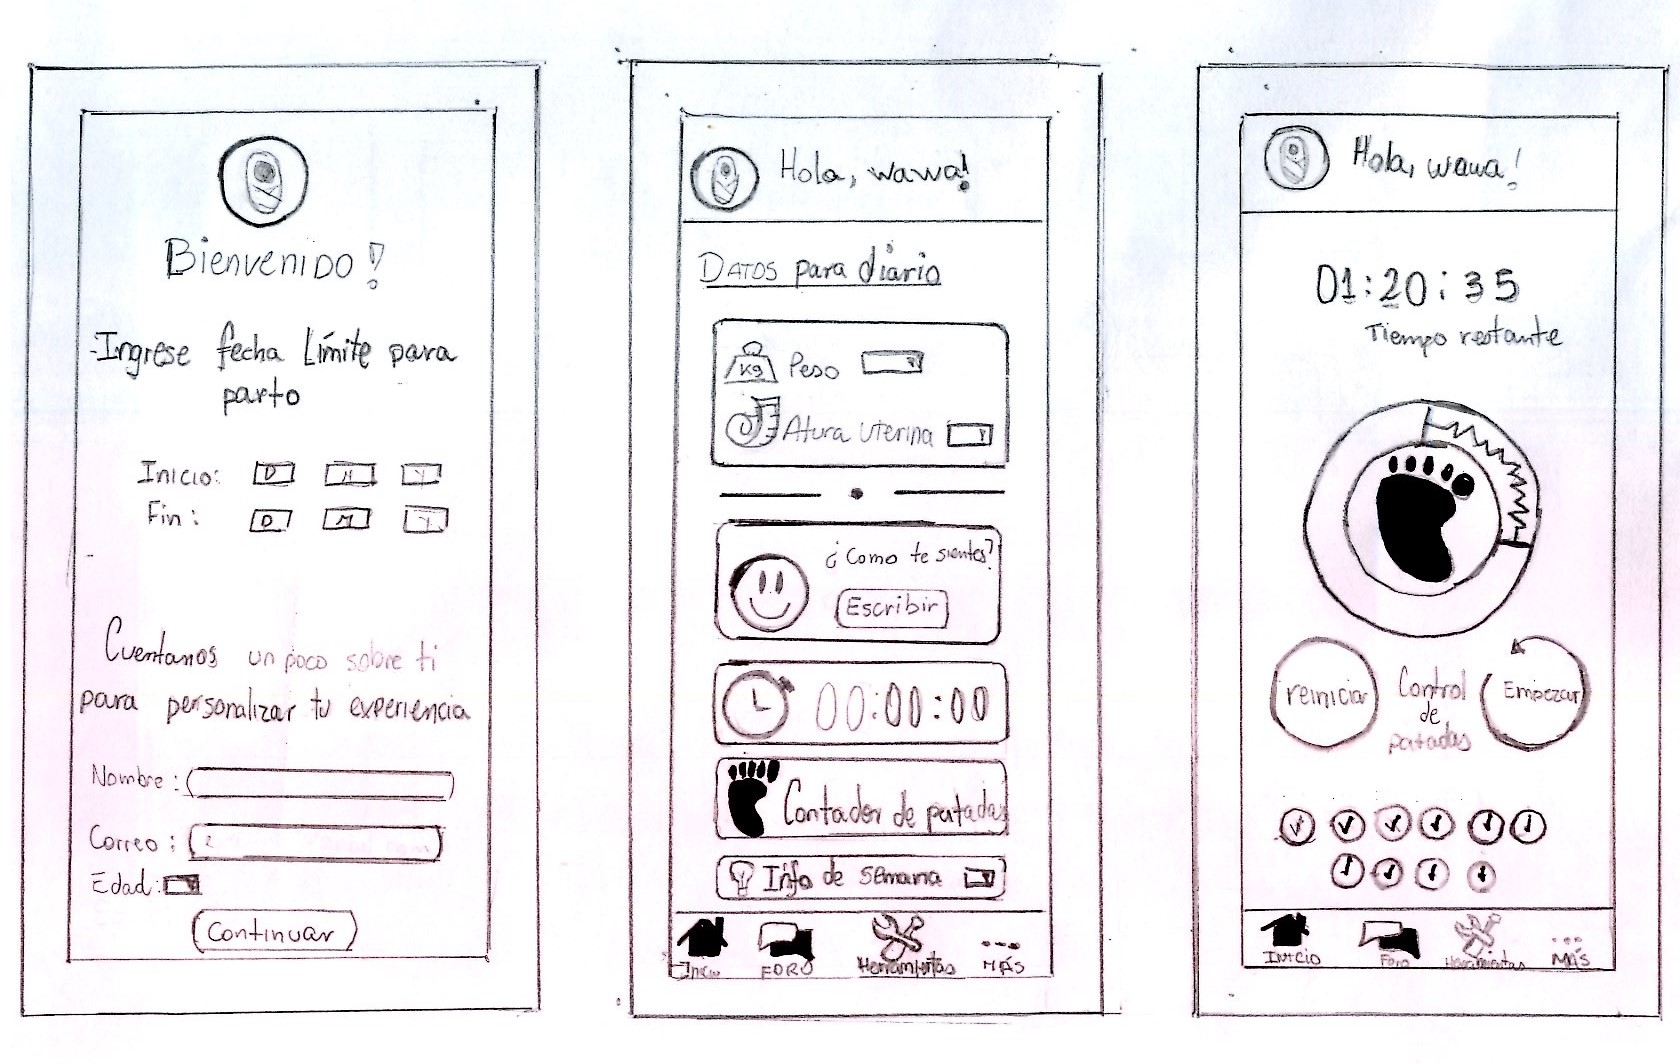 Bienvenido!
-Ingrese fecha Límite para
parto
Inicio: D M Y
Fin: D M Y
Cuentanos un poco sobre ti
para personalizar tu experiencia
Nombre:
Correo:
Edad:
Continuar
Hola, wawa!
Datos para diário
Kg Peso
Atura Uterina
¿Como te sientes?
Escribir
00:00:00
Contador de patadas
Info de semana
Inicio FORO Herramientas MÁS
Hola, wawa!
01:20:35
Tiempo restante
reiniciar Control de patadas Empezar
Inicio Foro Herramientas MÁS